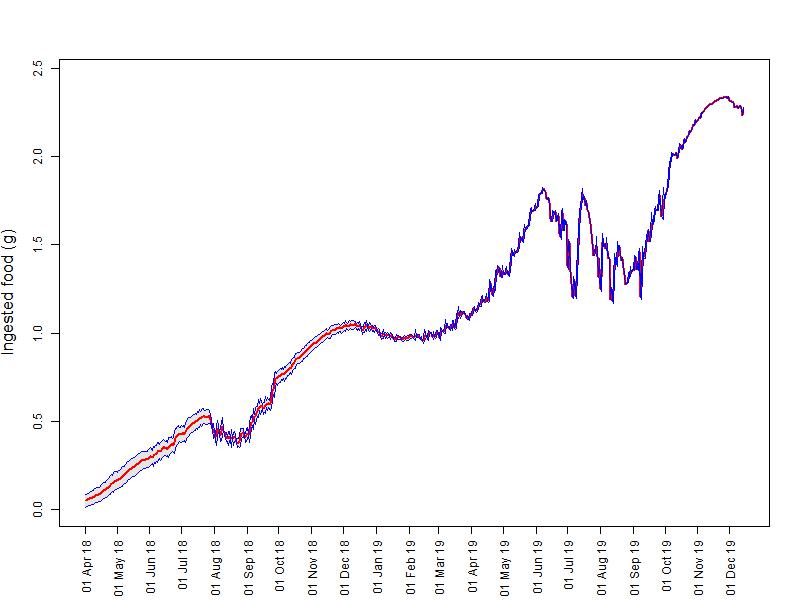 Ingested food (g)
2.5
2.0
1.5
1.0
0.5
0.0
01 Apr 18
01 May 18
01 Jun 18
01 Jul 18
01 Aug 18
01 Sep 18
01 Oct 18
01 Nov 18
01 Dec 18
01 Jan 19
01 Feb 19
01 Mar 19
01 Apr 19
01 May 19
01 Jun 19
01 Jul 19
01 Aug 19
01 Sep 19
01 Oct 19
01 Nov 19
01 Dec 19